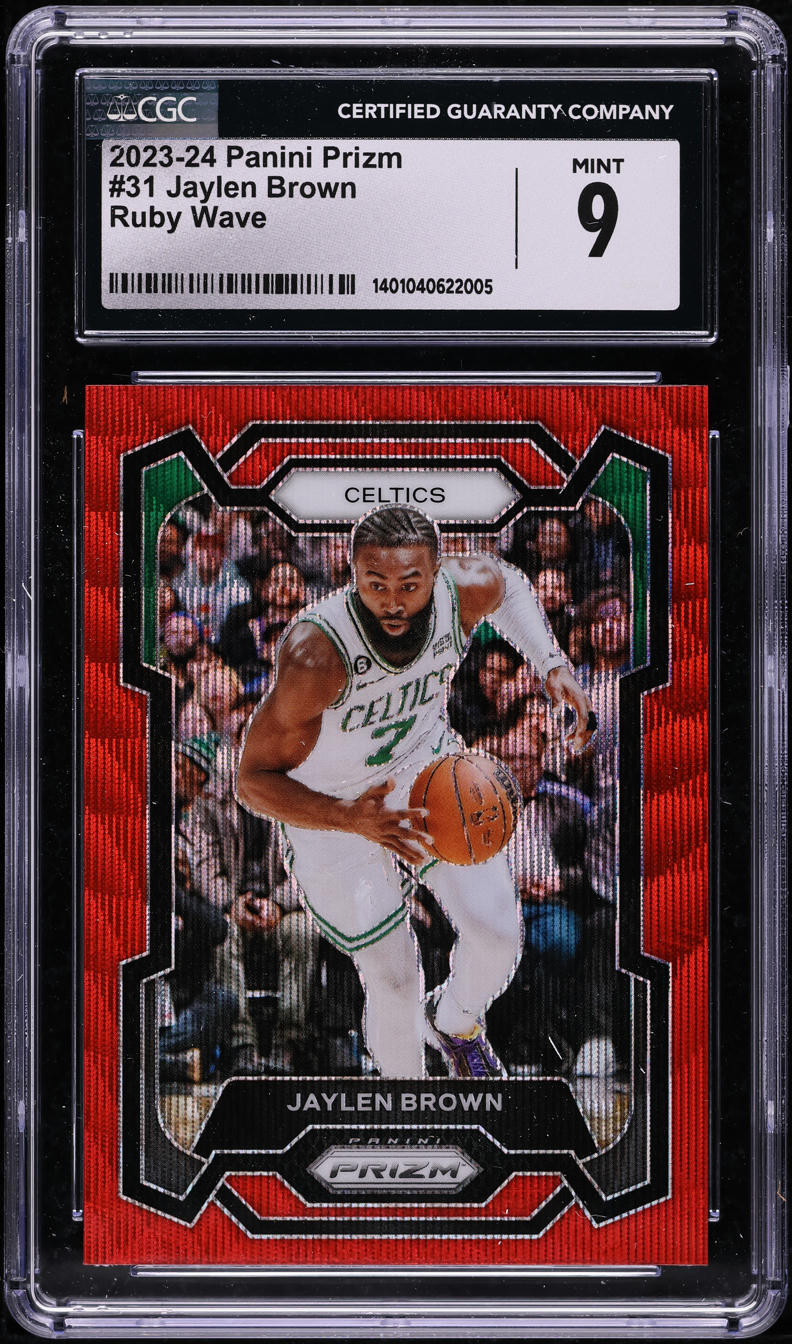 CGC
CERTIFIED GUARANTY COMPANY
2023-24 Panini Prizm
#31 Jaylen Brown
Ruby Wave
MINT
9
1401040622005
CELTICS
6
CELTICS
7
JAYLEN BROWN
PANINI
PRIZM